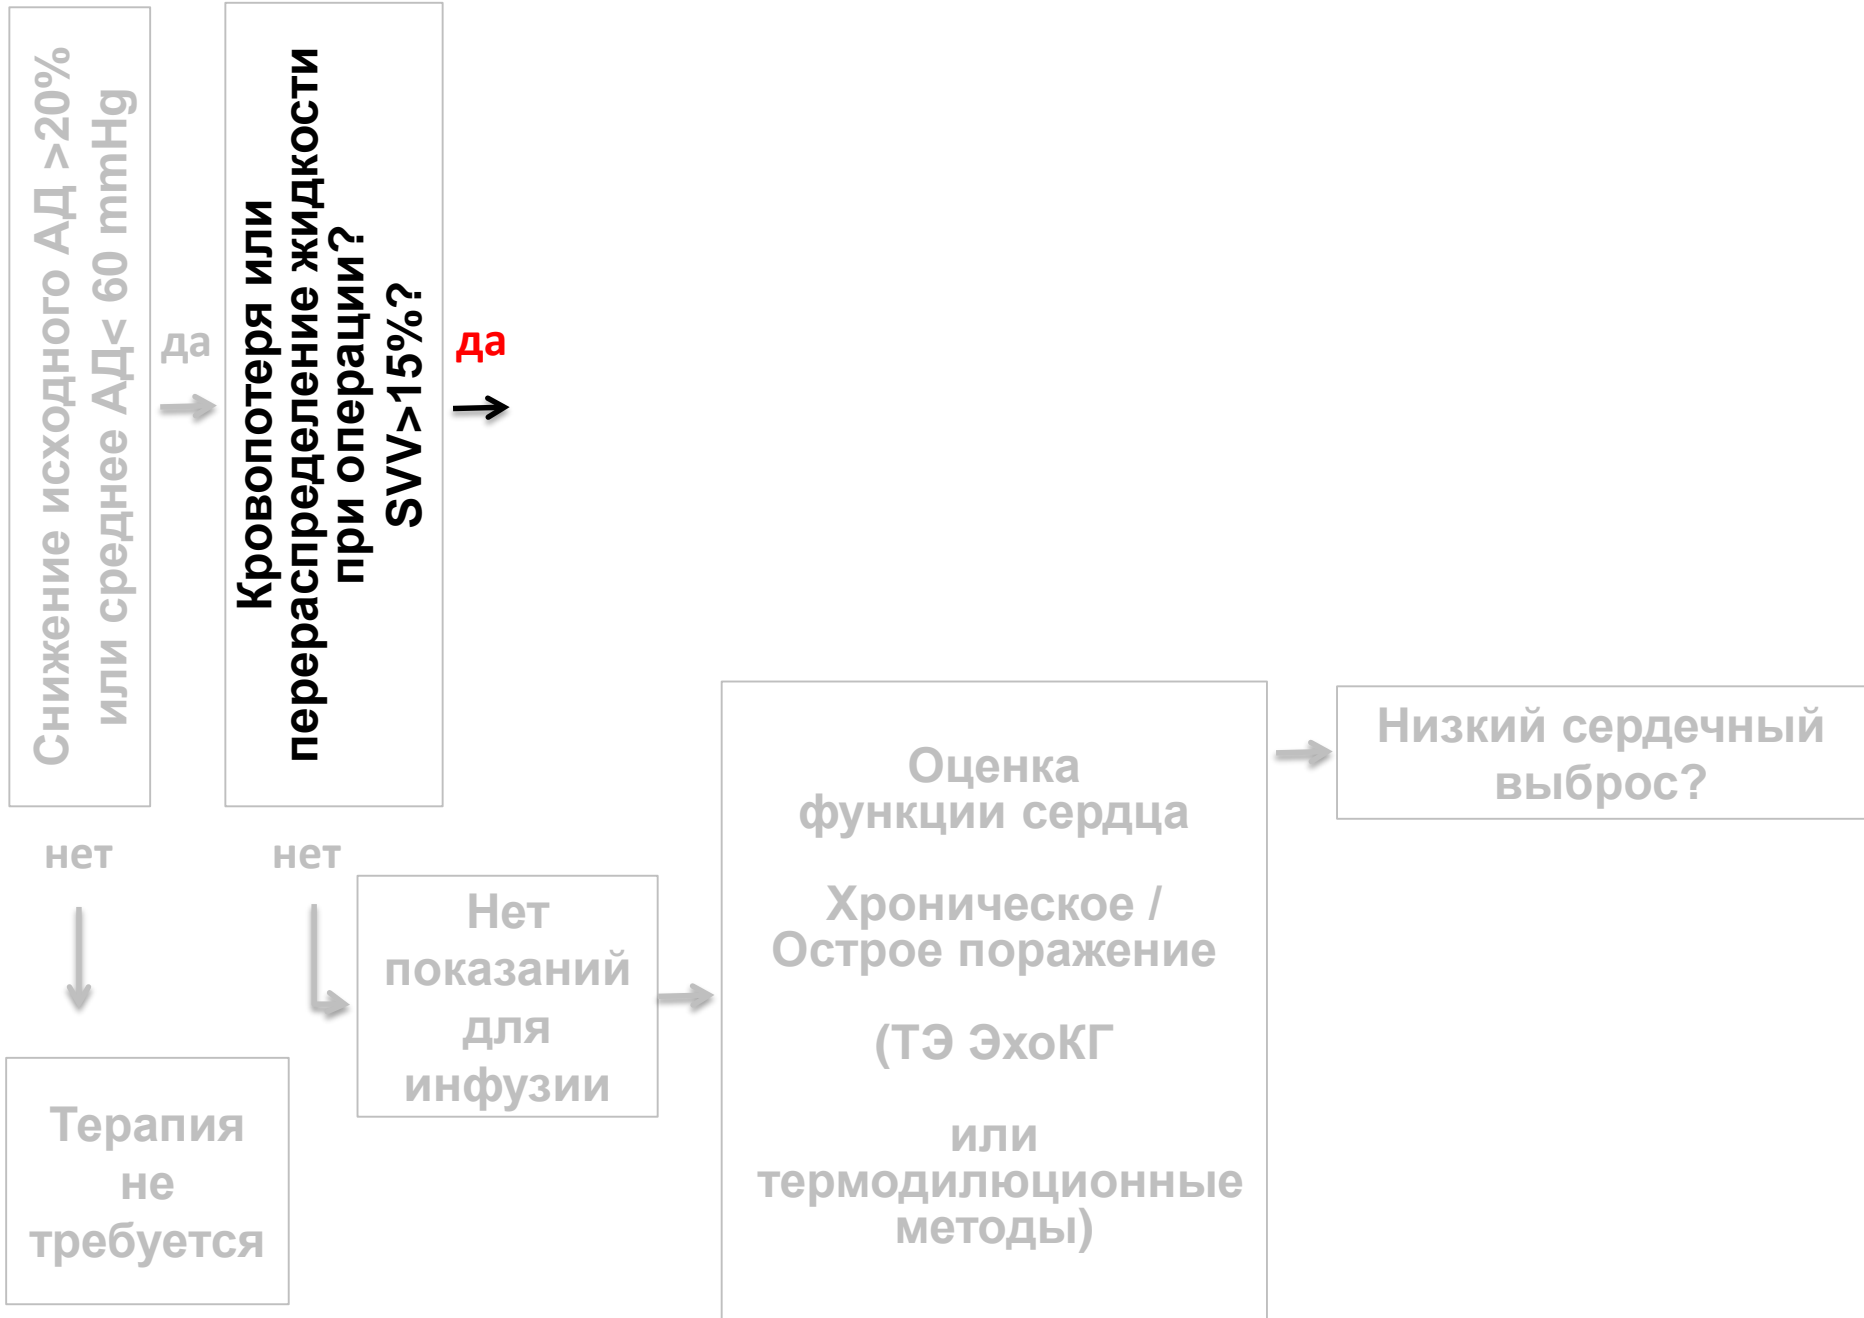 Снижение исходного АД >20%
или среднее АД< 60 mmHg
да
Кровопотеря или
перераспределение жидкости
при операции?
SVV>15%?
да
нет
нет
Терапия
не
требуется
Нет
показаний
для
инфузии
Оценка
функции сердца
Хроническое /
Острое поражение
(ТЭ ЭхоКГ
или
термодилюционные
методы)
Низкий сердечный
выброс?